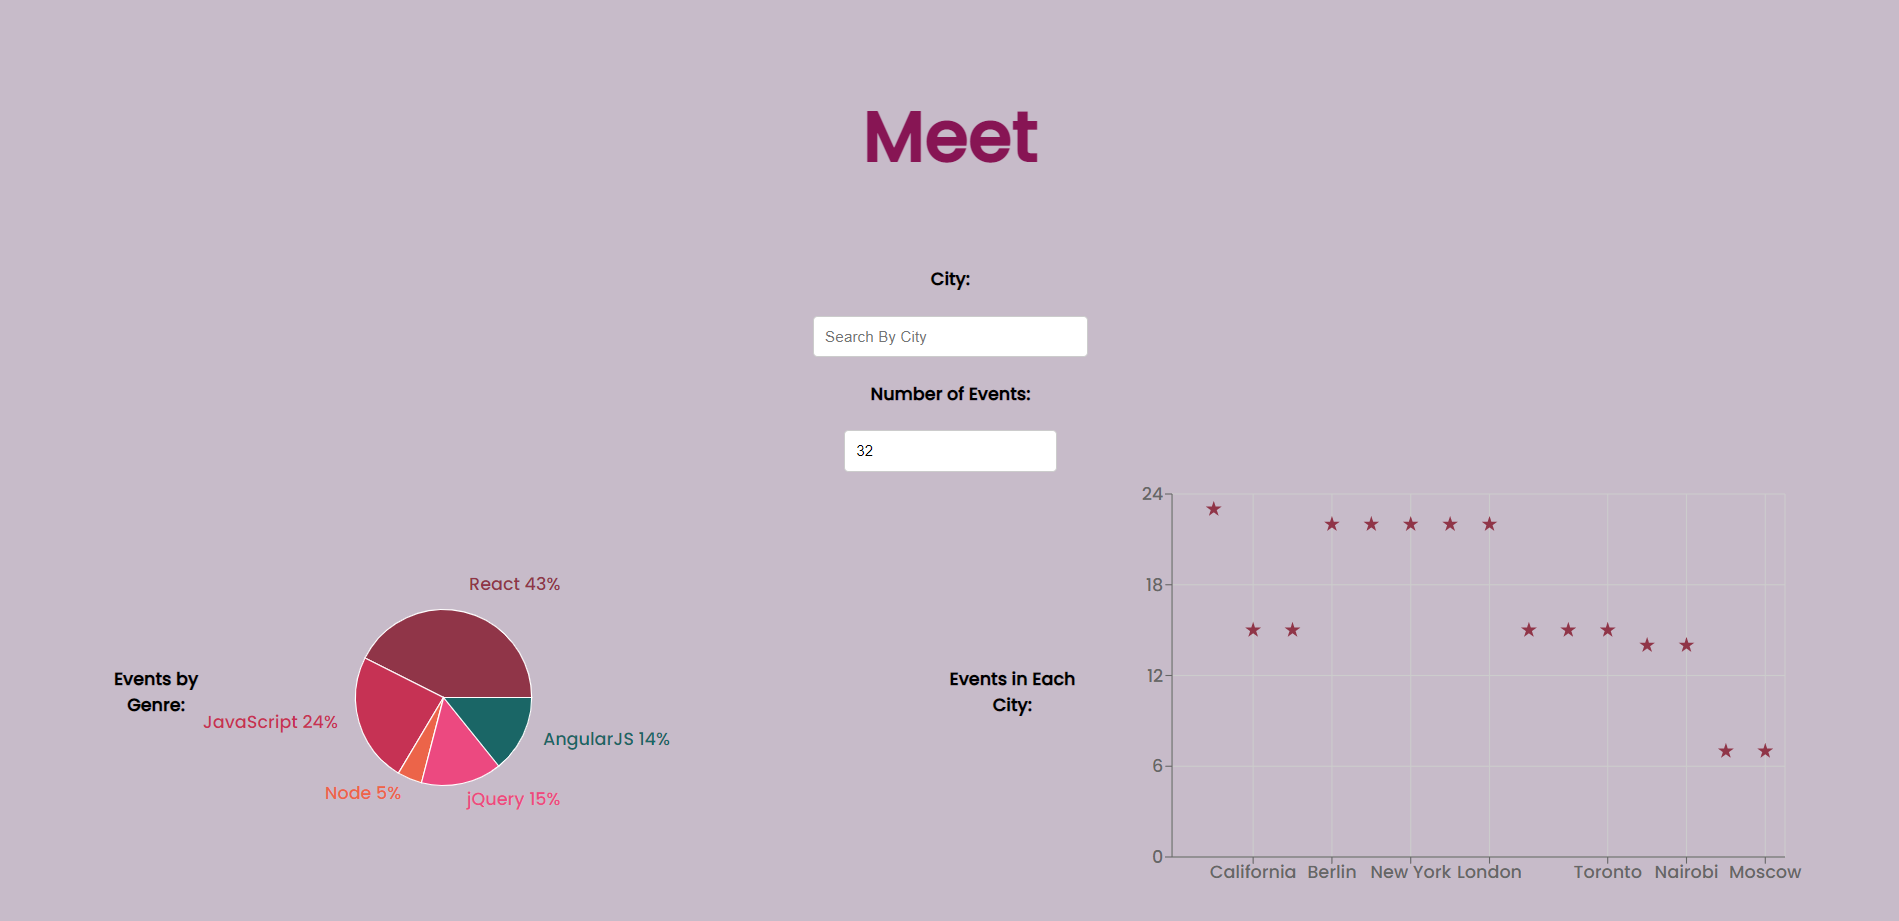 Meet
City:
Search By City
Number of Events:
32
Events by
Genre:
React 43%
JavaScript 24%
AngularJS 14%
Node 5%
jQuery 15%
Events in Each
City:
24
18
12
6
0
California Berlin New York London Toronto Nairobi Moscow